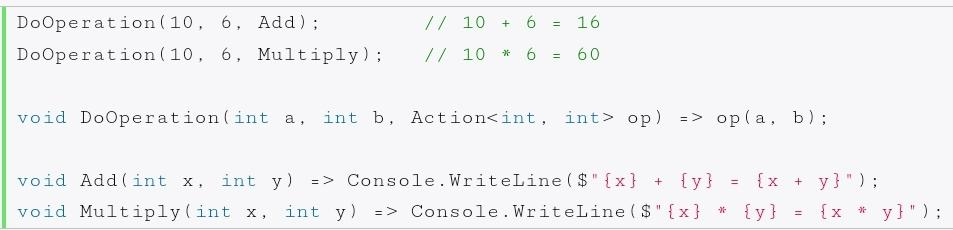 DoOperation(10, 6, Add);        // 10 + 6 = 16
DoOperation(10, 6, Multiply);   // 10 * 6 = 60
void DoOperation(int a, int b, Action<int, int> op) => op(a, b);
void Add(int x, int y) => Console.WriteLine($"{x} + {y} = {x + y}");
void Multiply(int x, int y) => Console.WriteLine($"{x} * {y} = {x * y}");